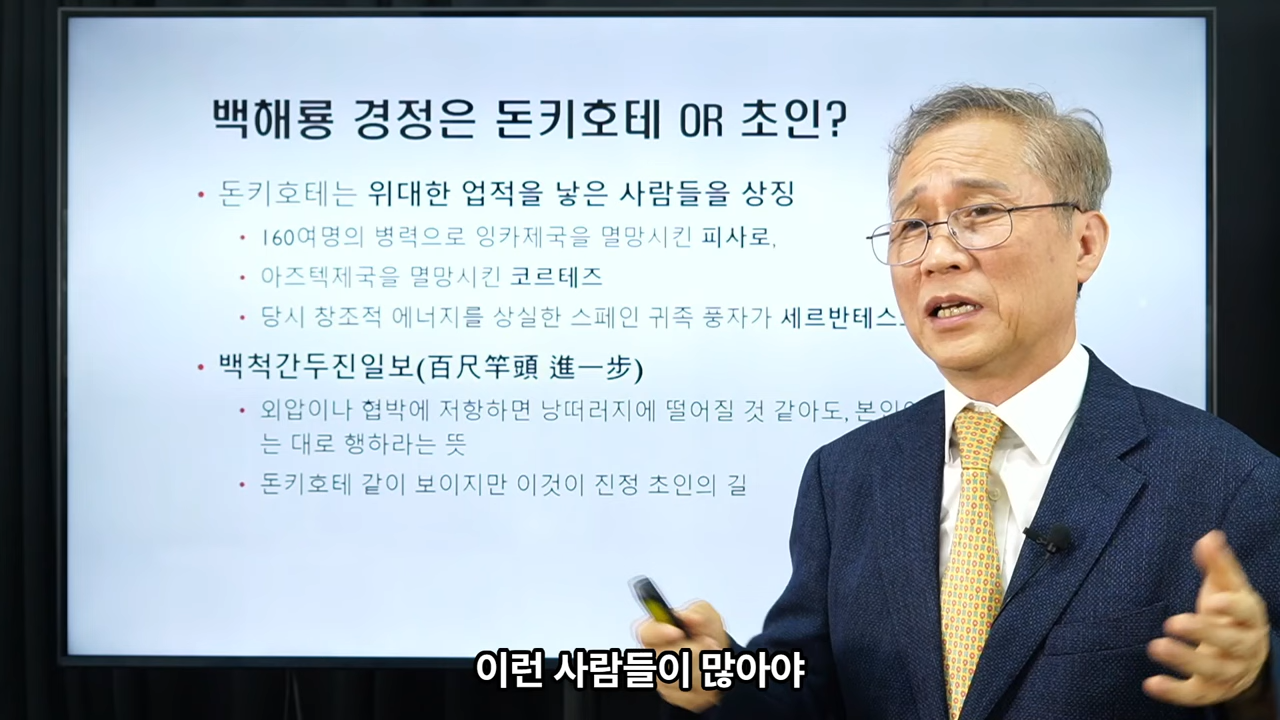 백해룡 경정은 돈키호테 OR 초인?
• 돈키호테는 위대한 업적을 낳은 사람들을 상징
• 160여명의 병력으로 잉카제국을 멸망시킨 피사로,
• 아즈텍제국을 멸망시킨 코르테즈
• 당시 창조적 에너지를 상실한 스페인 귀족 풍자가 세르반테스
• 백척간두진일보(百尺竿頭 進一步)
• 외압이나 협박에 저항하면 낭떠러지에 떨어질 것 같아도, 본인
는 대로 행하라는 뜻
• 돈키호테 같이 보이지만 이것이 진정 초인의 길
이런 사람들이 많아야